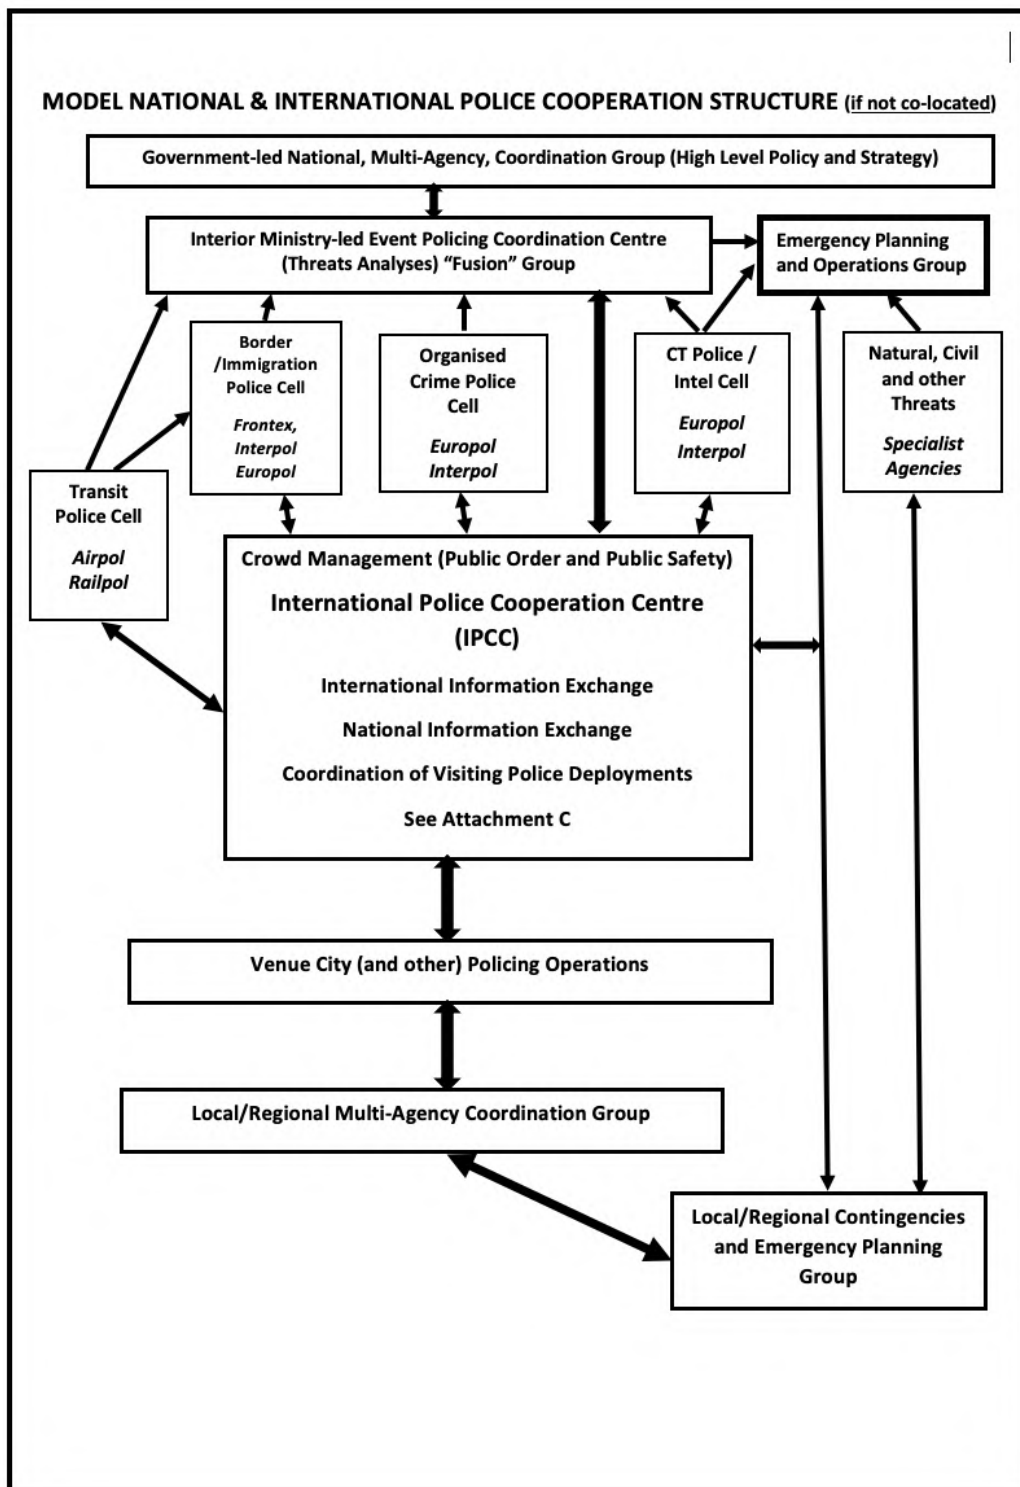 MODEL NATIONAL & INTERNATIONAL POLICE COOPERATION STRUCTURE (if not co-located)
Government-led National, Multi-Agency, Coordination Group (High Level Policy and Strategy)
Interior Ministry-led Event Policing Coordination Centre
(Threats Analyses) “Fusion” Group
Emergency Planning
and Operations Group
Border
/Immigration
Police Cell
Frontex,
Interpol
Europol
Organised
Crime Police
Cell
Europol
Interpol
CT Police /
Intel Cell
Europol
Interpol
Natural, Civil
and other
Threats
Specialist
Agencies
Transit
Police Cell
Airpol
Railpol
Crowd Management (Public Order and Public Safety)
International Police Cooperation Centre
(IPCC)
International Information Exchange
National Information Exchange
Coordination of Visiting Police Deployments
See Attachment C
Venue City (and other) Policing Operations
Local/Regional Multi-Agency Coordination Group
Local/Regional Contingencies
and Emergency Planning
Group